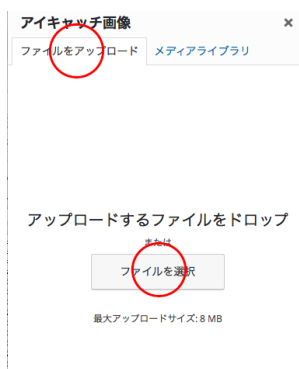 アイキャッチ画像 ×
ファイルをアップロード メディアライブラリ
アップロードするファイルをドロップ
または
ファイルを選択
最大アップロードサイズ: 8 MB